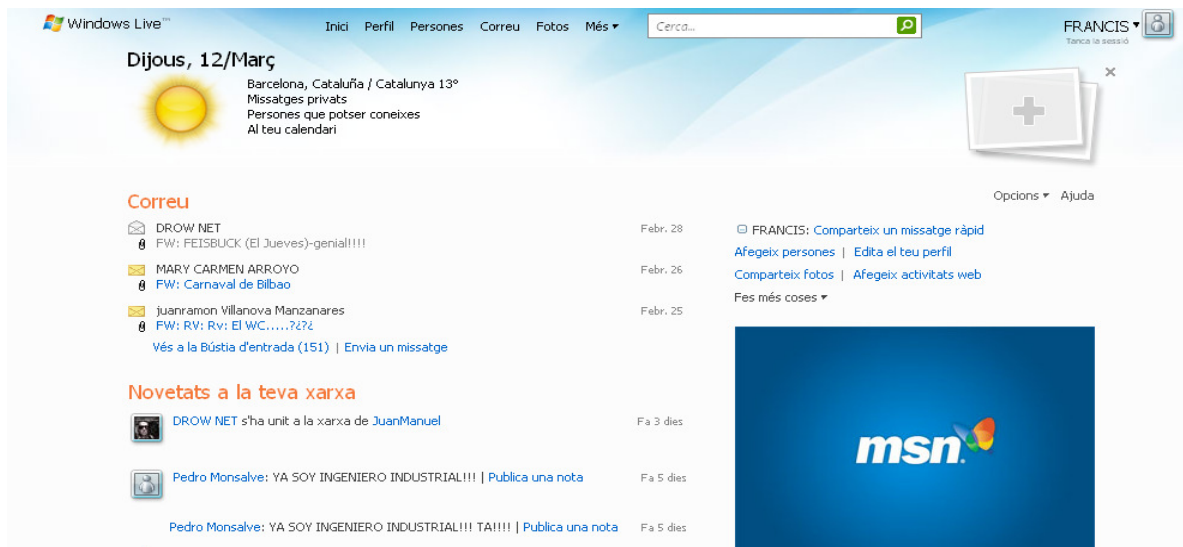 Windows Live™
Inici Perfil Persones Correu Fotos Més
Cerca...
FRANCIS
Tanca la sessió
Dijous, 12/Març
Barcelona, Cataluña / Catalunya 13°
Missatges privats
Persones que potser coneixes
Al teu calendari
Opcions Ajuda
Correu
DROW NET Febr. 28
FW: FEISBUCK (El Jueves)-genial!!!!
MARY CARMEN ARROYO Febr. 26
FW: Carnaval de Bilbao
juanramon Villanova Manzanares Febr. 25
FW: RV: Rv: El WC.....?¿?¿
Vés a la Bústia d'entrada (151) | Envia un missatge
FRANCIS: Comparteix un missatge ràpid
Afegeix persones | Edita el teu perfil
Comparteix fotos | Afegeix activitats web
Fes més coses
Novetats a la teva xarxa
DROW NET s'ha unit a la xarxa de JuanManuel Fa 3 dies
Pedro Monsalve: YA SOY INGENIERO INDUSTRIAL!!! | Publica una nota Fa 5 dies
Pedro Monsalve: YA SOY INGENIERO INDUSTRIAL!!! TA!!!! | Publica una nota Fa 5 dies
msn